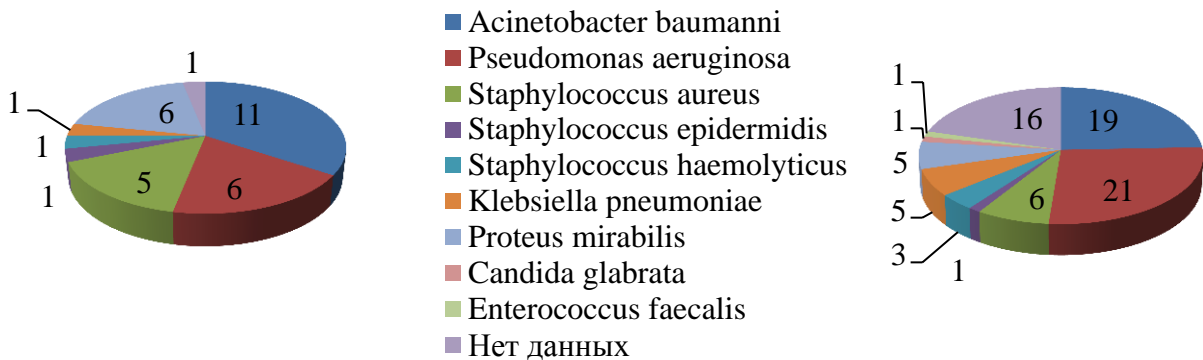 Acinetobacter baumanni
Pseudomonas aeruginosa
Staphylococcus aureus
Staphylococcus epidermidis
Staphylococcus haemolyticus
Klebsiella pneumoniae
Proteus mirabilis
Candida glabrata
Enterococcus faecalis
Нет данных
1
11
6
5
1
1
1
6
19
21
6
1
3
5
5
1
1
16